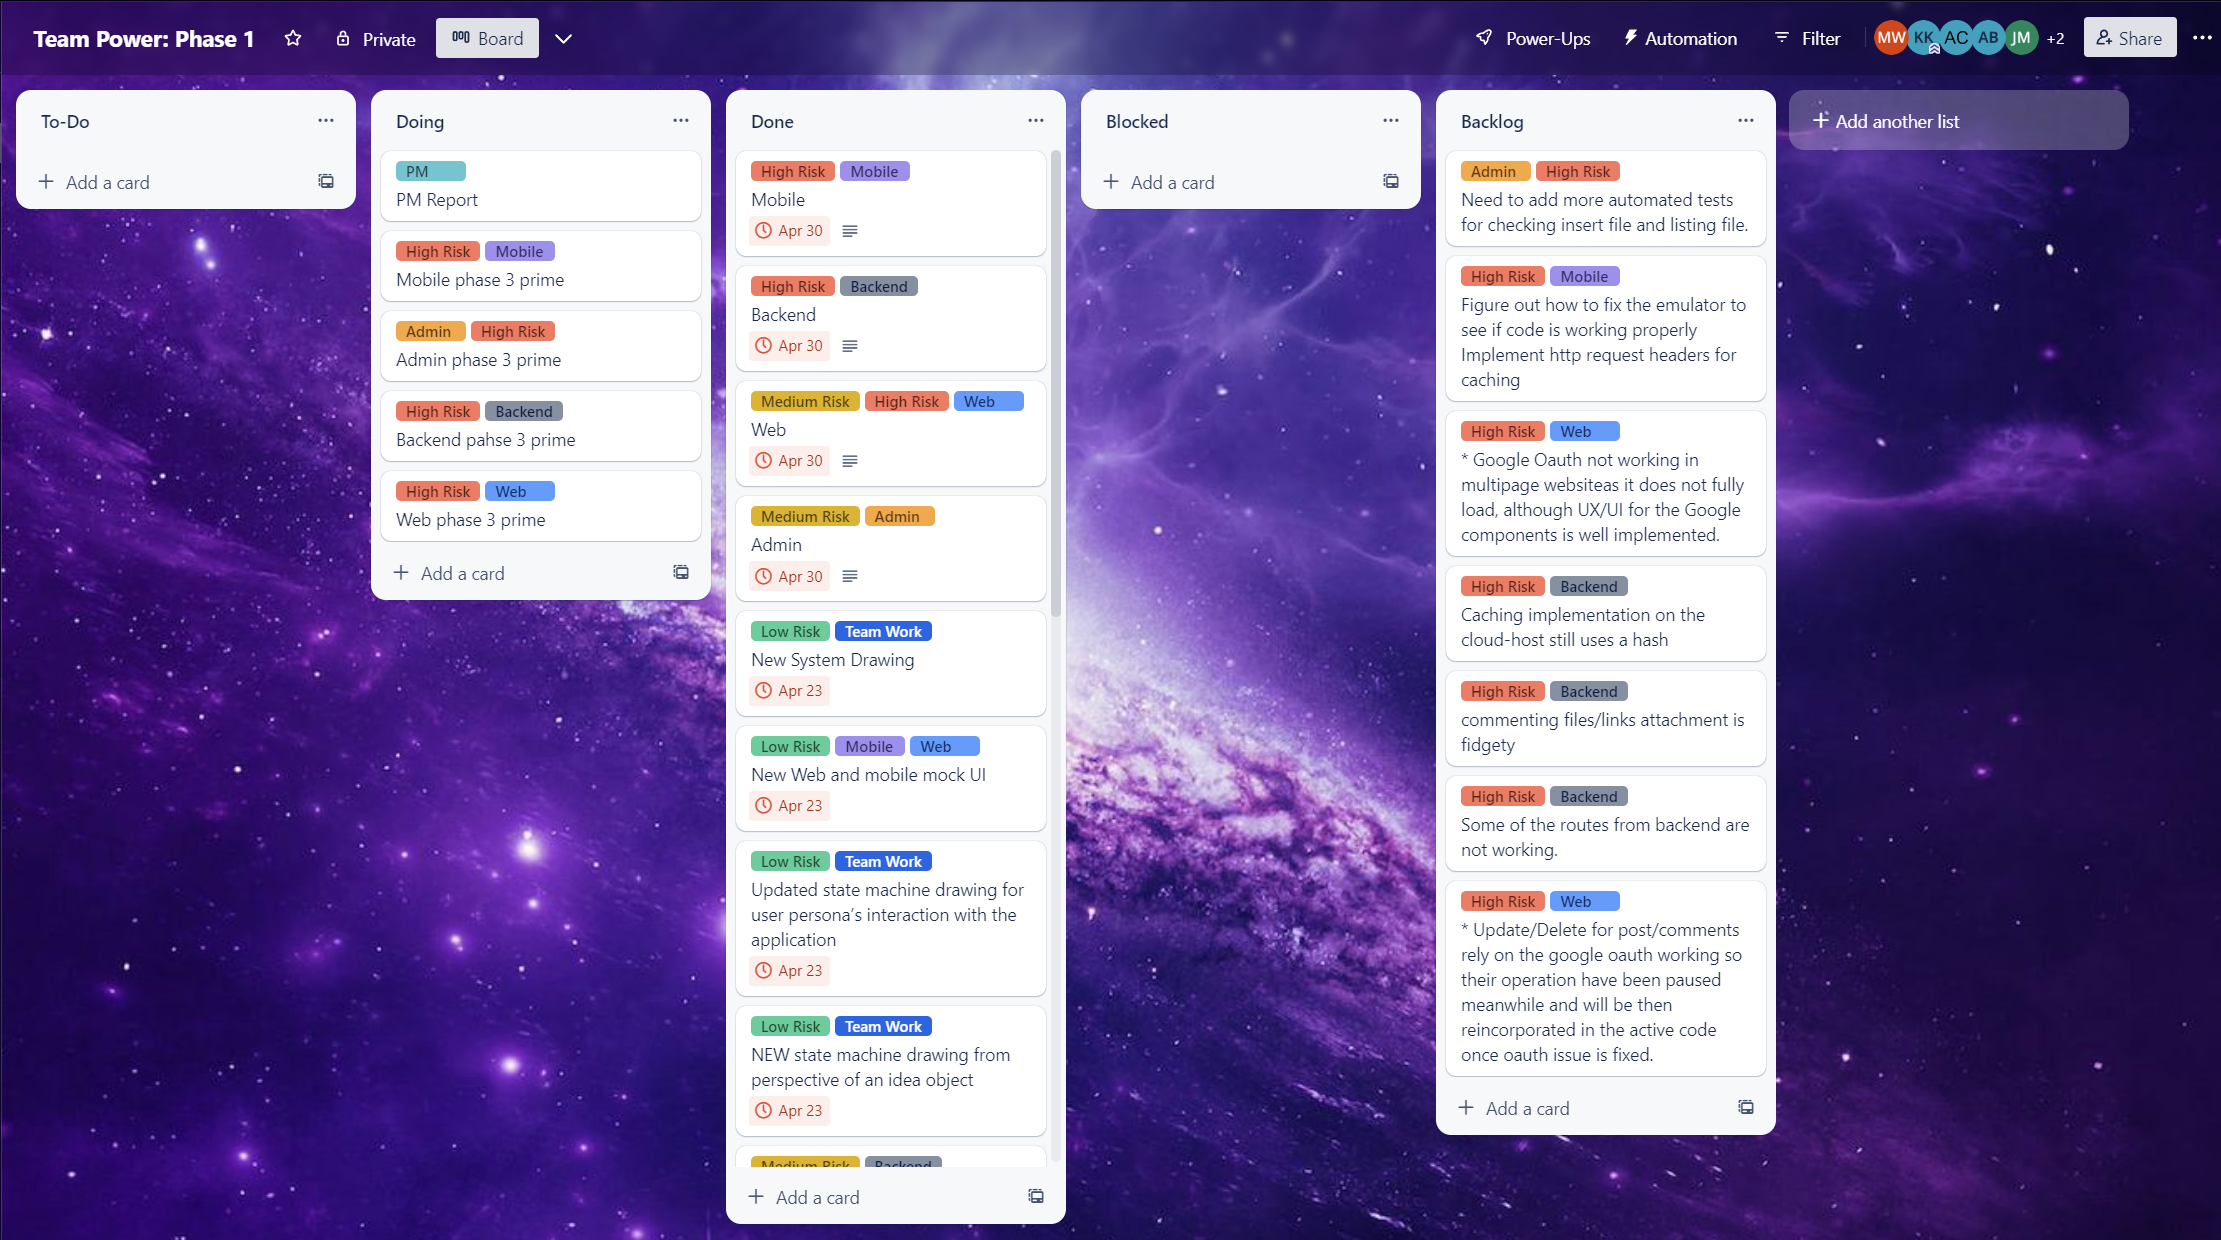 Team Power: Phase 1
Private
Board
Power-Ups
Automation
Filter
MW
KK
AC
AB
JM
+2
Share
To-Do
Add a card
Doing
PM
PM Report
High Risk Mobile
Mobile phase 3 prime
Admin High Risk
Admin phase 3 prime
High Risk Backend
Backend pahse 3 prime
High Risk Web
Web phase 3 prime
Add a card
Done
High Risk Mobile
Mobile
Apr 30
High Risk Backend
Backend
Apr 30
Medium Risk High Risk Web
Web
Apr 30
Medium Risk Admin
Admin
Apr 30
Low Risk Team Work
New System Drawing
Apr 23
Low Risk Mobile Web
New Web and mobile mock UI
Apr 23
Low Risk Team Work
Updated state machine drawing for
user persona’s interaction with the
application
Apr 23
Low Risk Team Work
NEW state machine drawing from
perspective of an idea object
Apr 23
Medium Risk Backend
Add a card
Blocked
Add a card
Backlog
Admin High Risk
Need to add more automated tests
for checking insert file and listing file.
High Risk Mobile
Figure out how to fix the emulator to
see if code is working properly
Implement http request headers for
caching
High Risk Web
* Google Oauth not working in
multipage websiteas it does not fully
load, although UX/UI for the Google
components is well implemented.
High Risk Backend
Caching implementation on the
cloud-host still uses a hash
High Risk Backend
commenting files/links attachment is
fidgety
High Risk Backend
Some of the routes from backend are
not working.
High Risk Web
* Update/Delete for post/comments
rely on the google oauth working so
their operation have been paused
meanwhile and will be then
reincorporated in the active code
once oauth issue is fixed.
Add a card
Add another list